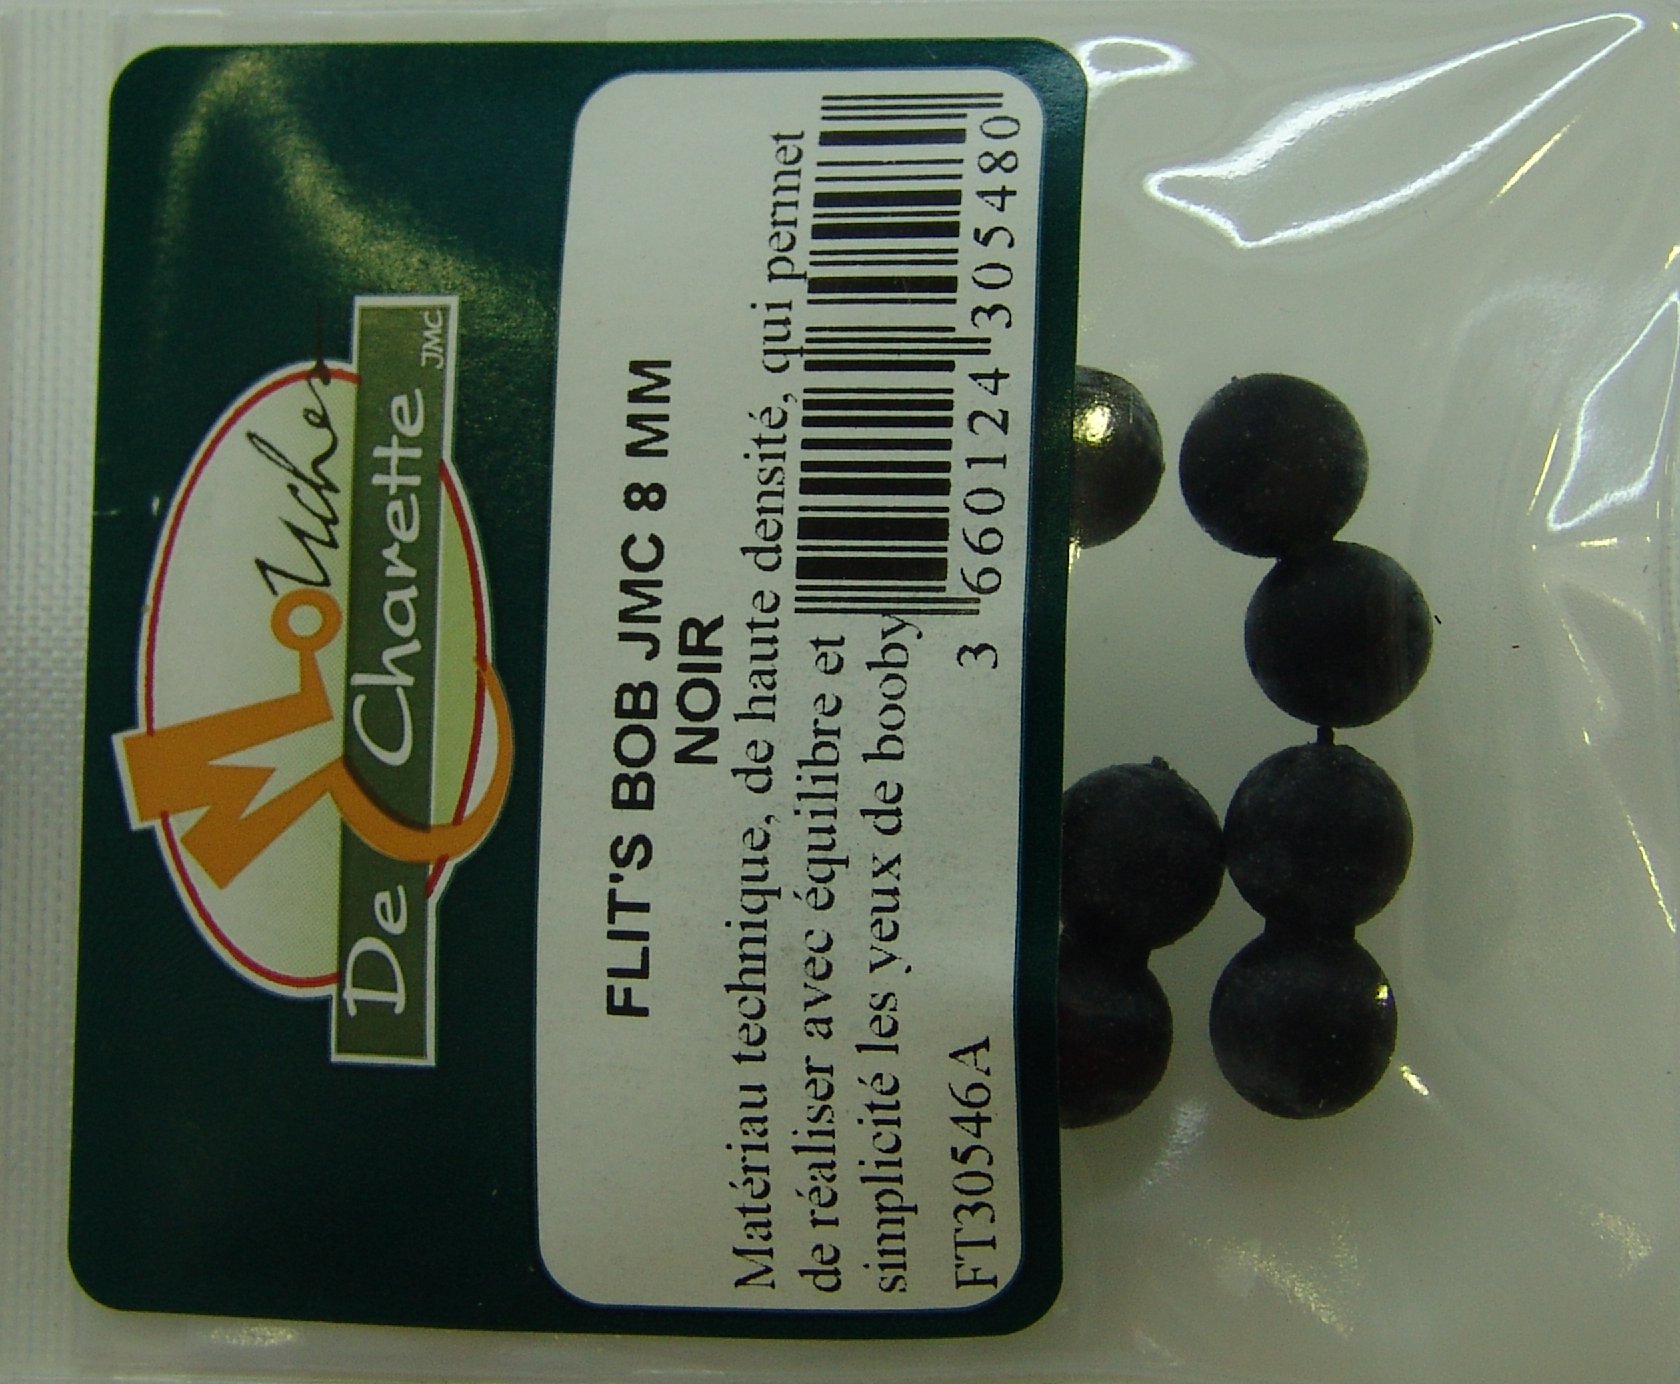 Mouches
De Charette JMC
FLIT'S BOB JMC 8 MM
NOIR
Matériau technique, de haute densité, qui permet
de réaliser avec équilibre et
simplicité les yeux de booby
FT30546A
3 660124 305480